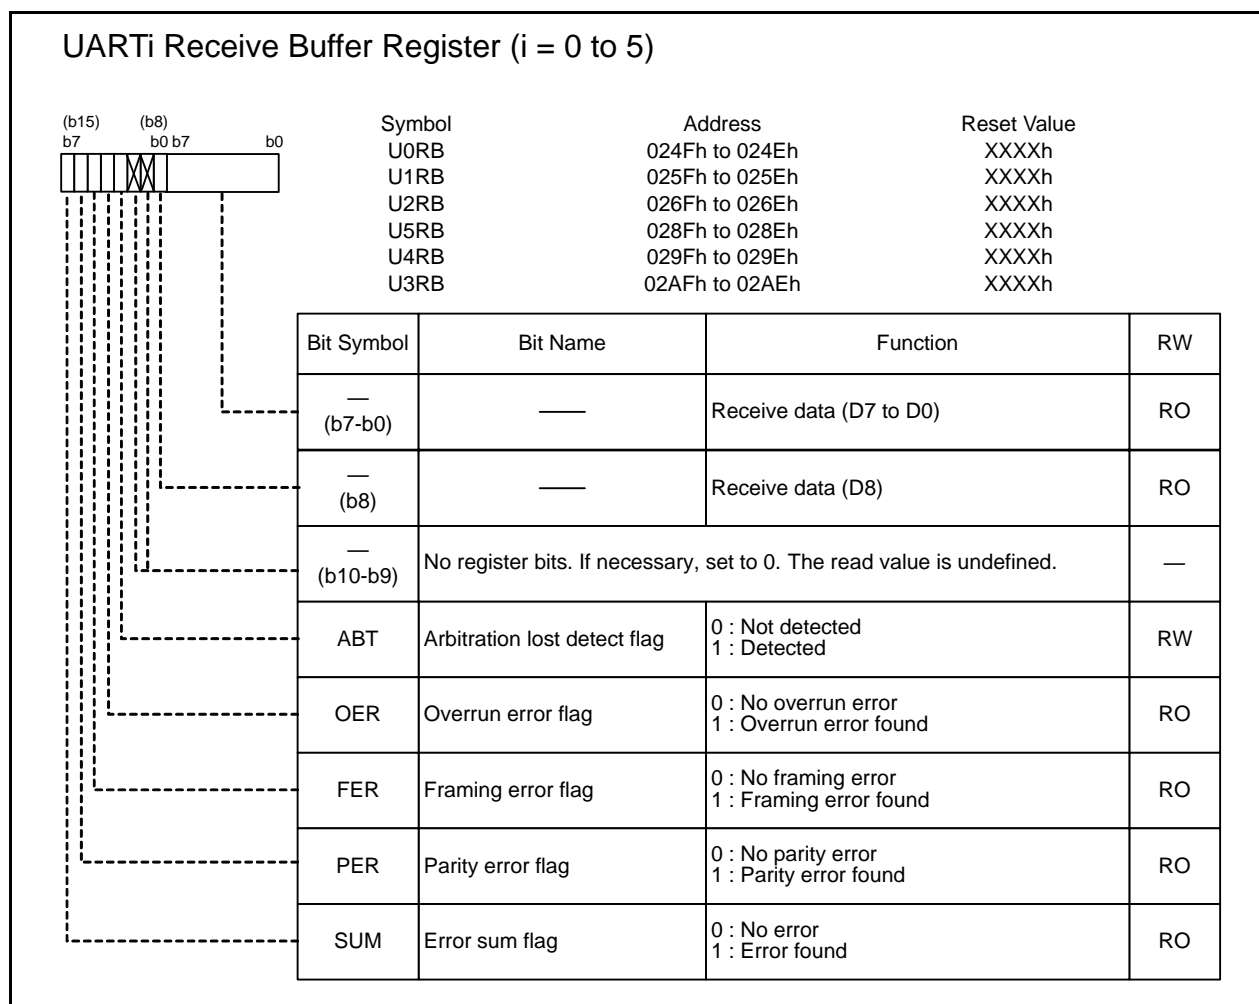 UARTi Receive Buffer Register (i = 0 to 5)
(b15) (b8)
b7 b0 b7 b0
Symbol Address Reset Value
U0RB 024Fh to 024Eh XXXXh
U1RB 025Fh to 025Eh XXXXh
U2RB 026Fh to 026Eh XXXXh
U5RB 028Fh to 028Eh XXXXh
U4RB 029Fh to 029Eh XXXXh
U3RB 02AFh to 02AEh XXXXh
Bit Symbol Bit Name Function RW
—
(b7-b0) —— Receive data (D7 to D0) RO
—
(b8) —— Receive data (D8) RO
—
(b10-b9) No register bits. If necessary, set to 0. The read value is undefined. —
ABT Arbitration lost detect flag 0 : Not detected RW
1 : Detected
OER Overrun error flag 0 : No overrun error RO
1 : Overrun error found
FER Framing error flag 0 : No framing error RO
1 : Framing error found
PER Parity error flag 0 : No parity error RO
1 : Parity error found
SUM Error sum flag 0 : No error RO
1 : Error found